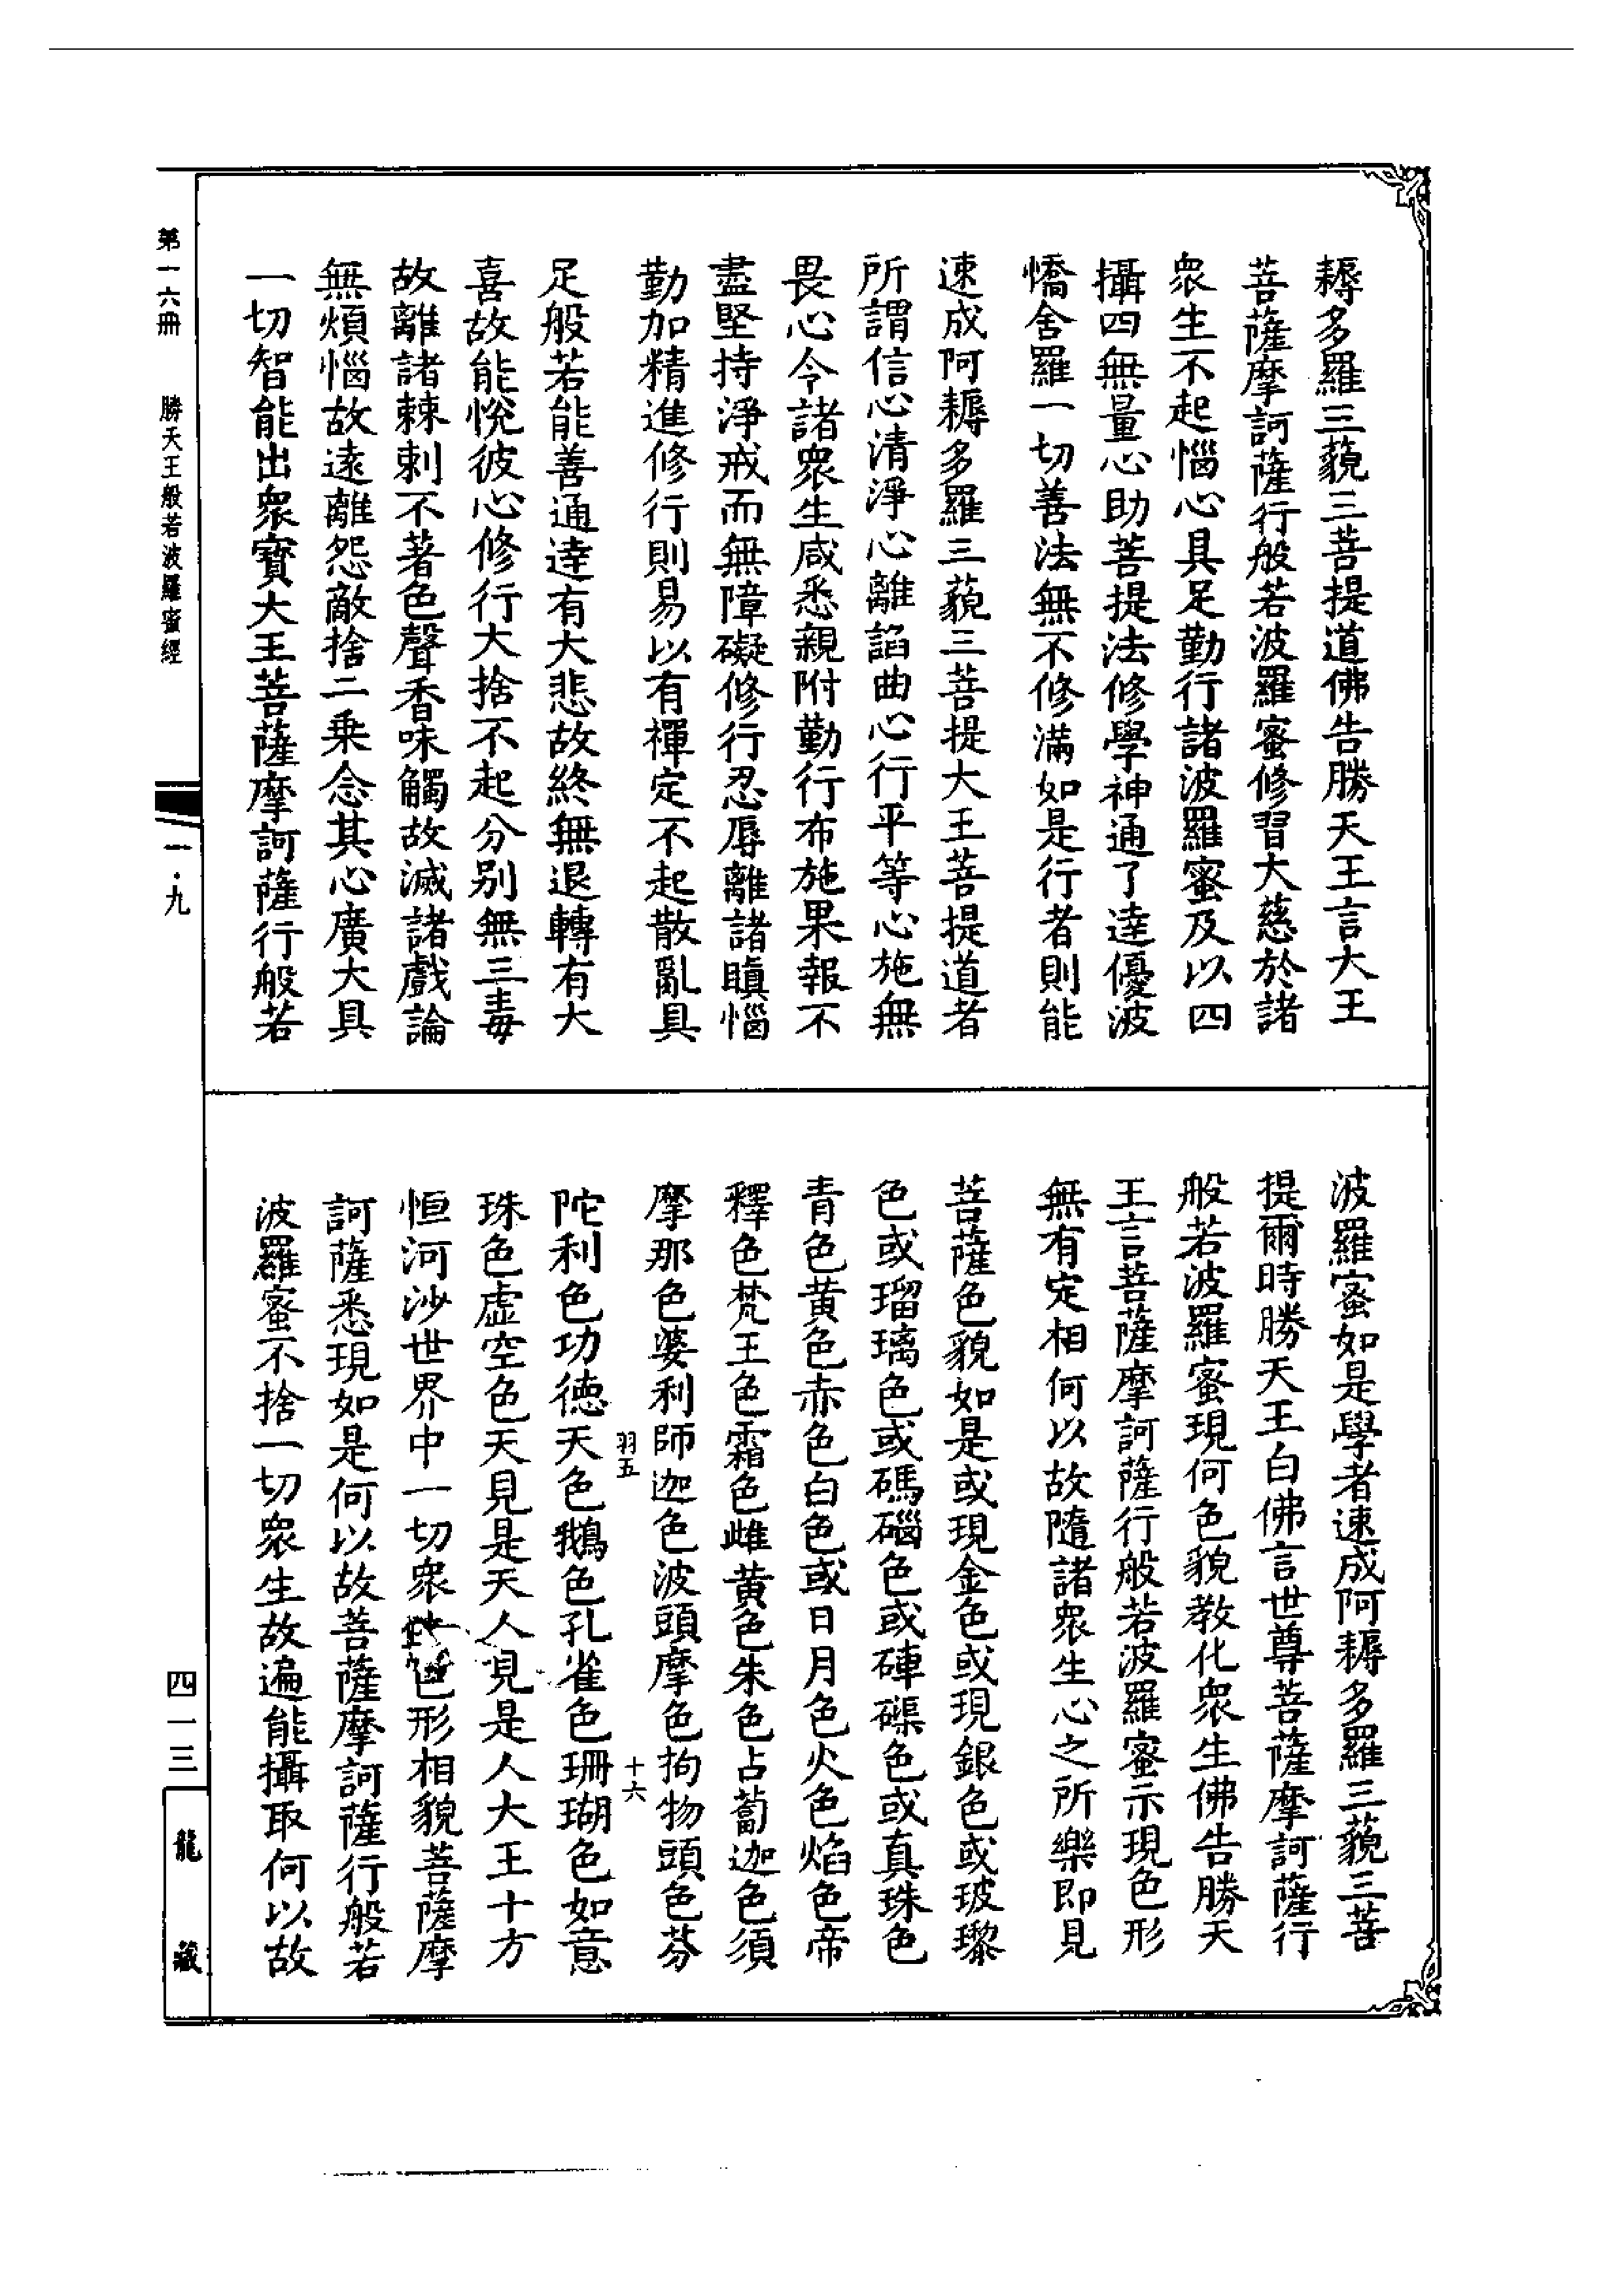 耨多羅三藐三菩提道佛告勝天王言大王
菩薩摩訶薩行般若波羅蜜修習大慈於諸
衆生不起惱心具足勤行諸波羅蜜及以四
攝四無量心助菩提法修學神通了達優波
憍舍羅一切善法無不修滿如是行者則能
速成阿耨多羅三藐三菩提大王菩提道者
所謂信心清淨心離諂曲心行平等心施無
畏心令諸衆生咸悉親附勤行布施果報不
盡堅持淨戒而無障礙修行忍辱離諸瞋惱
勤加精進修行則易以有禪定不起散亂具
足般若能善通達有大悲故終無退轉有大
喜故能悅彼心修行大捨不起分別無三毒
故離諸棘刺不著色聲香味觸故滅諸戲論
無煩惱故遠離怨敵捨二乘念其心廣大具
一切智能出衆寶大王菩薩摩訶薩行般若
波羅蜜如是學者速成阿耨多羅三藐三菩
提爾時勝天王白佛言世尊菩薩摩訶薩行
般若波羅蜜現何色貌教化衆生佛告勝天
王言菩薩摩訶薩行般若波羅蜜示現色形
無有定相何以故隨諸衆生心之所樂即見
菩薩色貌如是或現金色或現銀色或玻瓈
色或瑠璃色或碼碯色或硨磲色或真珠色
青色黃色赤色白色或日月色火色焰色帝
釋色梵王色霜色雌黃色朱色占蔔迦色須
摩那色婆利師迦色波頭摩色拘物頭色芬
陀利色功德天色鵝色孔雀色珊瑚色如意
珠色虛空色天見是天人見是人大王十方
恒河沙世界中一切衆生色形相貌菩薩摩
訶薩悉現如是何以故菩薩摩訶薩行般若
波羅蜜不捨一切衆生故遍能攝取何以故
羽五
十六
第一六冊 勝天王般若波羅蜜經
一·九
四一三
龍藏